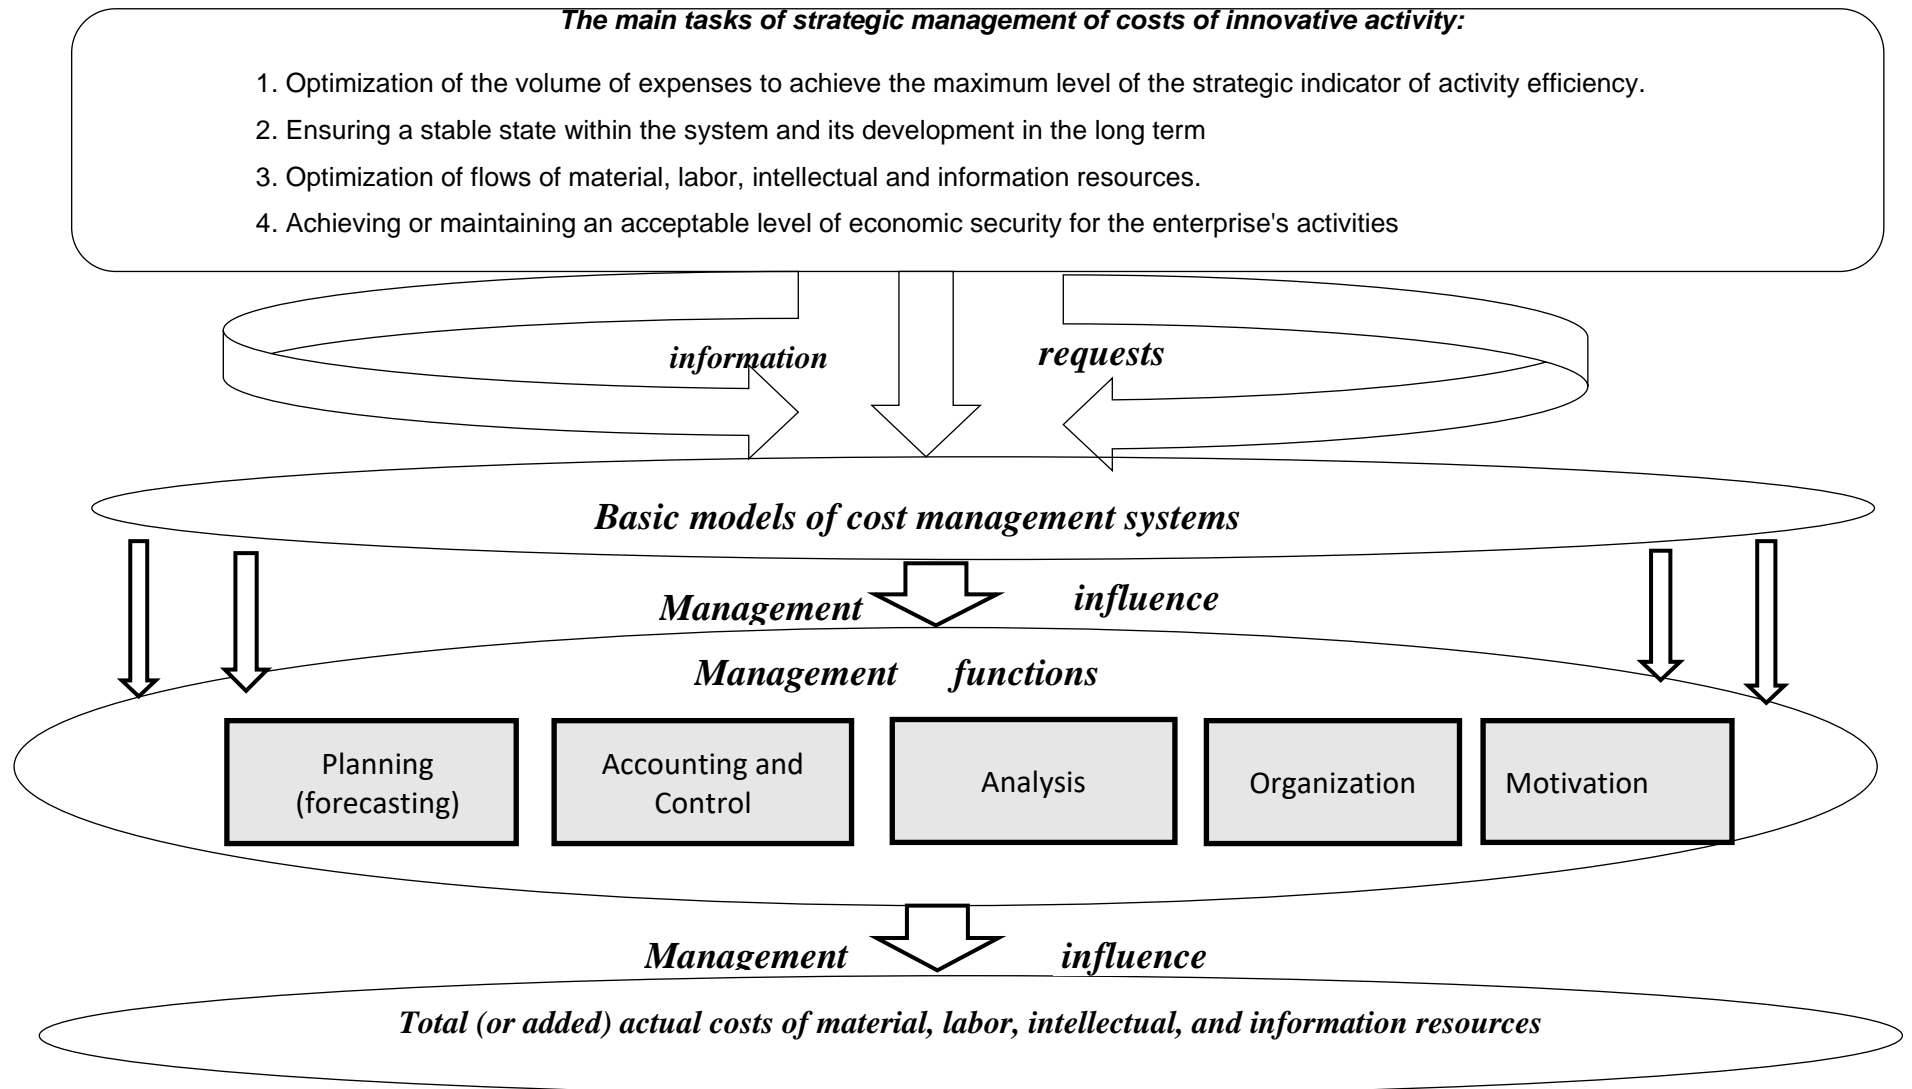 The main tasks of strategic management of costs of innovative activity:
1. Optimization of the volume of expenses to achieve the maximum level of the strategic indicator of activity efficiency.
2. Ensuring a stable state within the system and its development in the long term
3. Optimization of flows of material, labor, intellectual and information resources.
4. Achieving or maintaining an acceptable level of economic security for the enterprise's activities
information requests
Basic models of cost management systems
Management influence
Management functions
Planning
(forecasting)
Accounting and
Control
Analysis
Organization
Motivation
Management influence
Total (or added) actual costs of material, labor, intellectual, and information resources